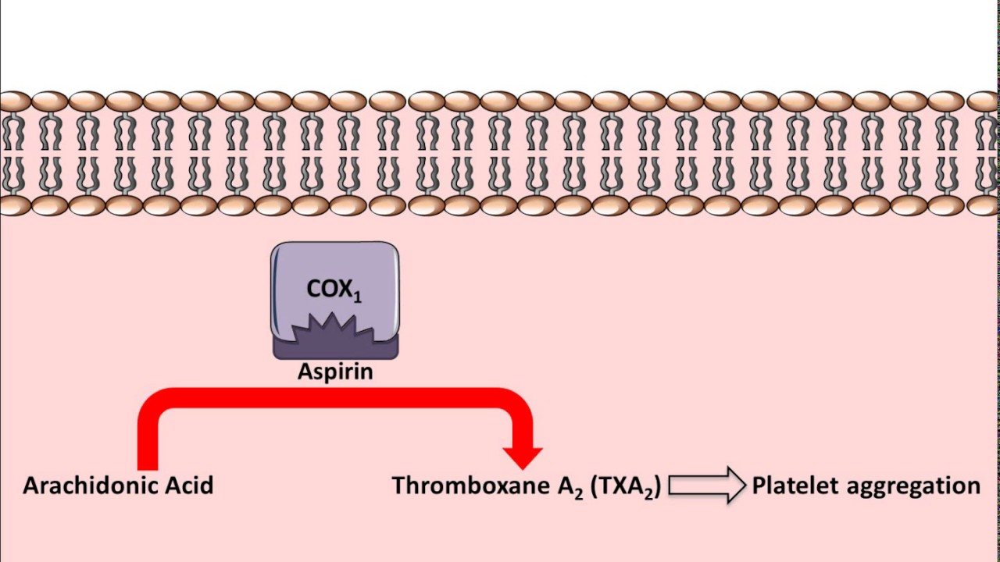 COX₁
Aspirin
Arachidonic Acid
Thromboxane A₂ (TXA₂)
Platelet aggregation